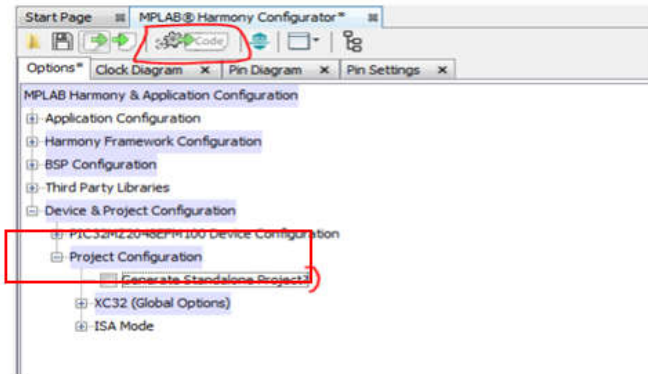 Start Page MPLAB® Harmony Configurator*
Code
Options* Clock Diagram Pin Diagram Pin Settings
MPLAB Harmony & Application Configuration
Application Configuration
Harmony Framework Configuration
BSP Configuration
Third Party Libraries
Device & Project Configuration
PIC32MZ2048EFM100 Device Configuration
Project Configuration
Generate Standalone Project?
XC32 (Global Options)
ISA Mode